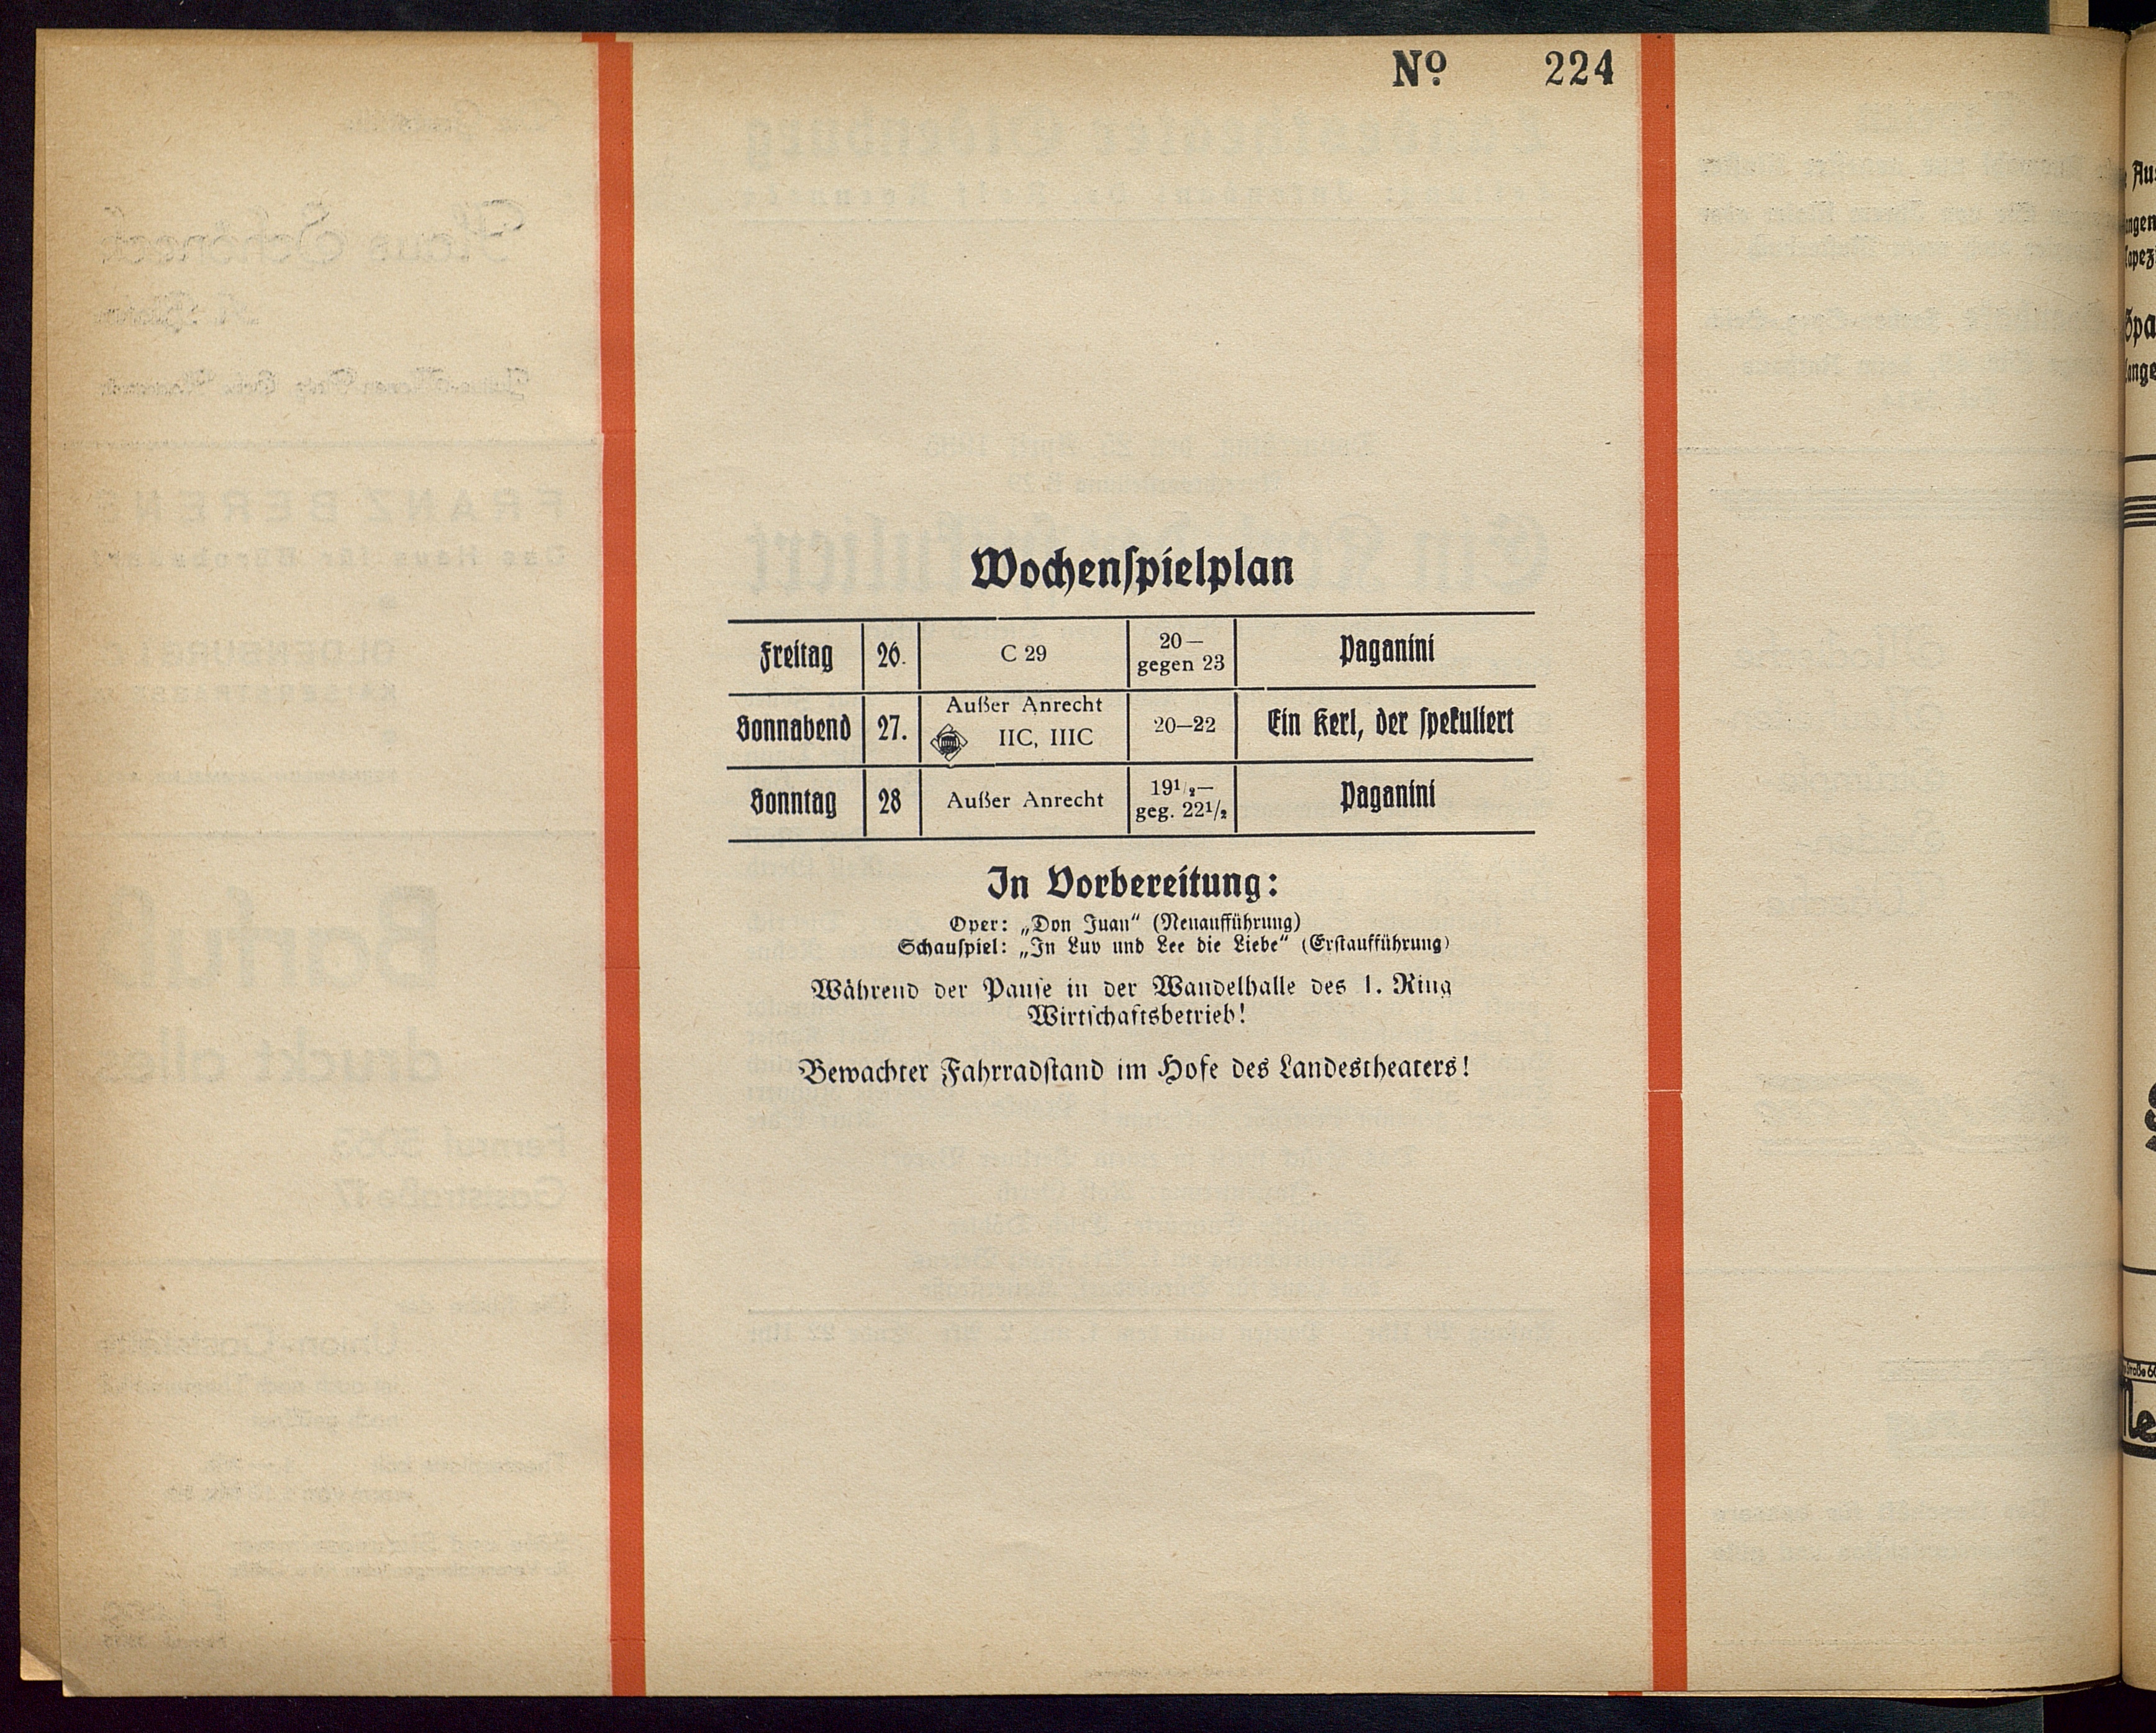 No 224
Wochenspielplan
Freitag 26. C 29 20— gegen 23 Paganini
Sonnabend 27. Außer Anrecht IIC, IIIC 20—22 Ein Kerl, der spekuliert
Sonntag 28 Außer Anrecht 19½— geg. 22½ Paganini
In Vorbereitung:
Oper: „Don Juan“ (Neuaufführung)
Schauspiel: „In Luv und Lee die Liebe“ (Erstaufführung)
Während der Pause in der Wandelhalle des 1. Ring
Wirtschaftsbetrieb!
Bewachter Fahrradstand im Hofe des Landestheaters!